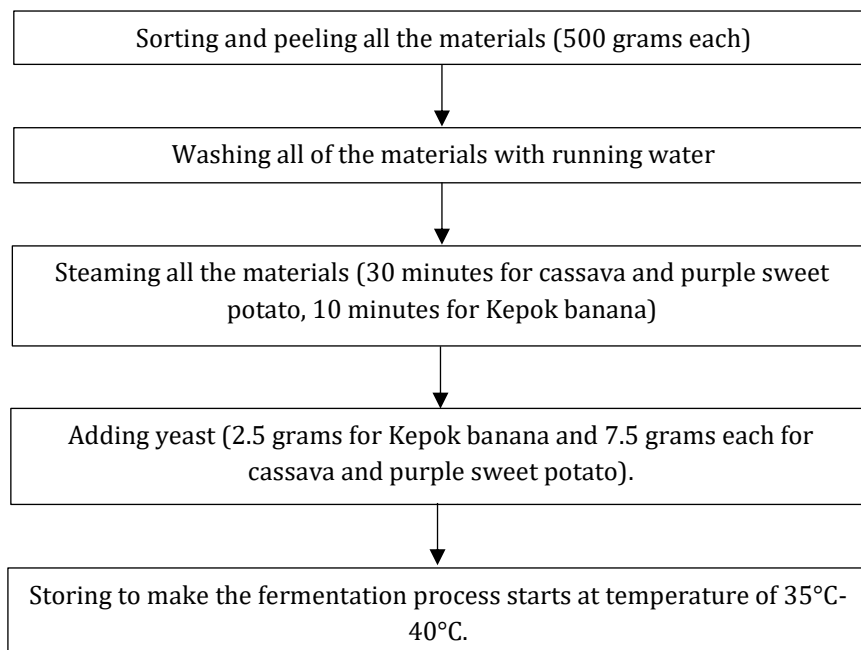 Sorting and peeling all the materials (500 grams each)
Washing all of the materials with running water
Steaming all the materials (30 minutes for cassava and purple sweet
potato, 10 minutes for Kepok banana)
Adding yeast (2.5 grams for Kepok banana and 7.5 grams each for
cassava and purple sweet potato).
Storing to make the fermentation process starts at temperature of 35°C-
40°C.